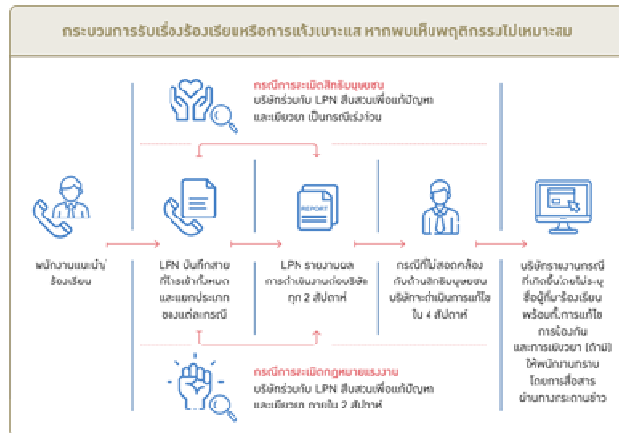 กระบวนการรับเรื่องร้องเรียนหรือการแจ้งเบาะแส หากพบเห็นพฤติกรรมไม่เหมาะสม
กรณีการละเมิดสิทธิมนุษยชน
บริษัทร่วมกับ LPN สืบสวนเพื่อแก้ปัญหา
และเยียวยา เป็นกรณีเร่งด่วน
พนักงานแนะนำ/
ร้องเรียน
LPN บันทึกสาย
ที่โทรเข้าทั้งหมด
และแยกประเภท
ของแต่ละกรณี
REPORT
LPN รายงานผล
การดำเนินงานต่อบริษัท
ทุก 2 สัปดาห์
กรณีที่ไม่สอดคล้อง
กับด้านสิทธิมนุษยชน
บริษัทจะดำเนินการแก้ไข
ใน 4 สัปดาห์
บริษัทรายงานกรณี
ที่เกิดขึ้นโดยไม่ระบุ
ชื่อผู้ที่มาร้องเรียน
พร้อมทั้งการแก้ไข
การป้องกัน
และการเยียวยา (ถ้ามี)
ให้พนักงานทราบ
โดยการสื่อสาร
ผ่านทางกระดานข่าว
กรณีการละเมิดกฎหมายแรงงาน
บริษัทร่วมกับ LPN สืบสวนเพื่อแก้ปัญหา
และเยียวยา ภายใน 2 สัปดาห์